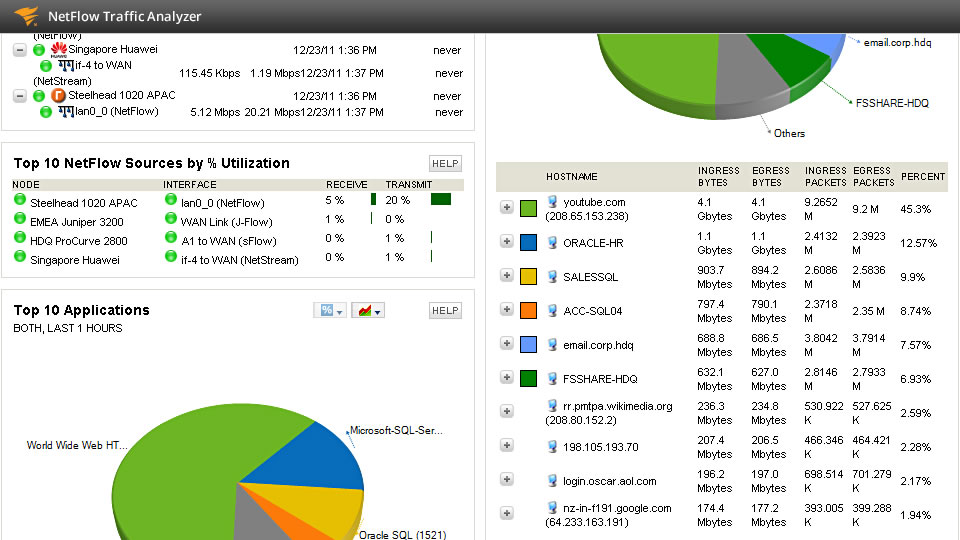 NetFlow Traffic Analyzer
(NetFlow)
Singapore Huawei 12/23/11 1:36 PM never
if-4 to WAN
(NetStream) 115.45 Kbps 1.19 Mbps 12/23/11 1:37 PM never
Steelhead 1020 APAC 12/23/11 1:36 PM never
lan0_0 (NetFlow) 5.12 Mbps 20.21 Mbps 12/23/11 1:37 PM never
Top 10 NetFlow Sources by % Utilization HELP
NODE INTERFACE RECEIVE TRANSMIT
Steelhead 1020 APAC lan0_0 (NetFlow) 5 % 20 %
EMEA Juniper 3200 WAN Link (J-Flow) 1 % 0 %
HDQ ProCurve 2800 A1 to WAN (sFlow) 0 % 1 %
Singapore Huawei if-4 to WAN (NetStream) 0 % 1 %
Top 10 Applications % HELP
BOTH, LAST 1 HOURS
World Wide Web HT...
Microsoft-SQL-Ser...
Oracle SQL (1521)
email.corp.hdq
FSSHARE-HDQ
Others
HOSTNAME INGRESS BYTES EGRESS BYTES INGRESS PACKETS EGRESS PACKETS PERCENT
youtube.com (208.65.153.238) 4.1 Gbytes 4.1 Gbytes 9.2652 M 9.2 M 45.3%
ORACLE-HR 1.1 Gbytes 1.1 Gbytes 2.4132 M 2.3923 M 12.57%
SALESSQL 903.7 Mbytes 894.2 Mbytes 2.6086 M 2.5836 M 9.9%
ACC-SQL04 797.4 Mbytes 790.1 Mbytes 2.3718 M 2.35 M 8.74%
email.corp.hdq 688.8 Mbytes 686.5 Mbytes 3.8042 M 3.7914 M 7.57%
FSSHARE-HDQ 632.1 Mbytes 627.0 Mbytes 2.8146 M 2.7933 M 6.93%
rr.pmtpa.wikimedia.org (208.80.152.2) 236.3 Mbytes 234.8 Mbytes 530.922 K 527.625 K 2.59%
198.105.193.70 207.4 Mbytes 206.5 Mbytes 466.346 K 464.421 K 2.28%
login.oscar.aol.com 196.2 Mbytes 197.0 Mbytes 698.514 K 701.279 K 2.17%
nz-in-f191.google.com (64.233.163.191) 174.4 Mbytes 177.2 Mbytes 393.005 K 399.288 K 1.94%